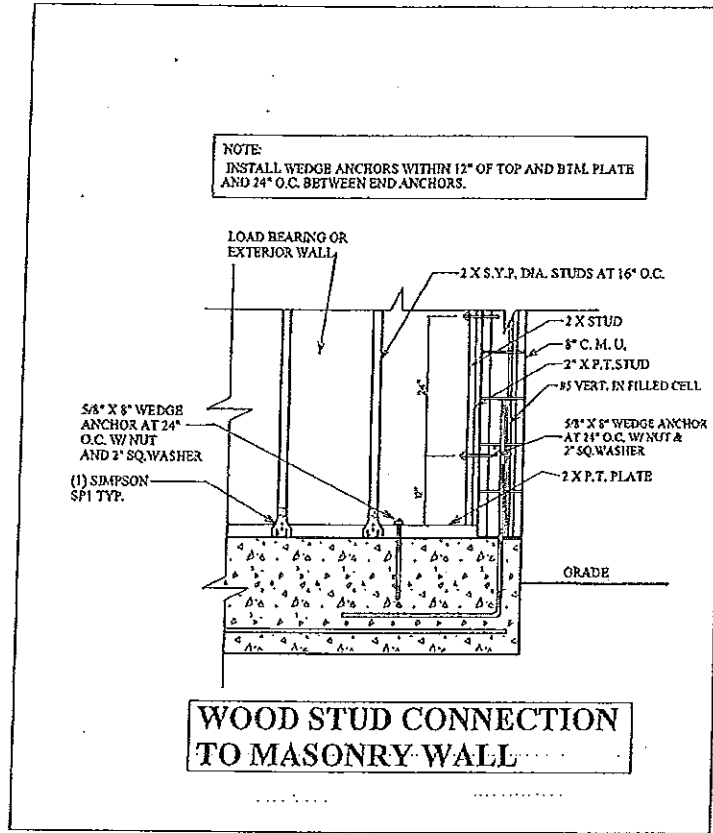 NOTE:
INSTALL WEDGE ANCHORS WITHIN 12" OF TOP AND BTM. PLATE
AND 24" O.C. BETWEEN END ANCHORS.
LOAD BEARING OR
EXTERIOR WALL
2 X S.Y.P. DIA. STUDS AT 16" O.C.
2 X STUD
8" C. M. U.
2" X P.T. STUD
#5 VERT. IN FILLED CELL
5/8" X 8" WEDGE ANCHOR
AT 24" O.C. W/ NUT &
2" SQ. WASHER
2 X P.T. PLATE
24"
12"
5/8" X 8" WEDGE
ANCHOR AT 24"
O.C. W/ NUT
AND 2" SQ. WASHER
(1) SIMPSON
SP1 TYP.
GRADE
WOOD STUD CONNECTION
TO MASONRY WALL